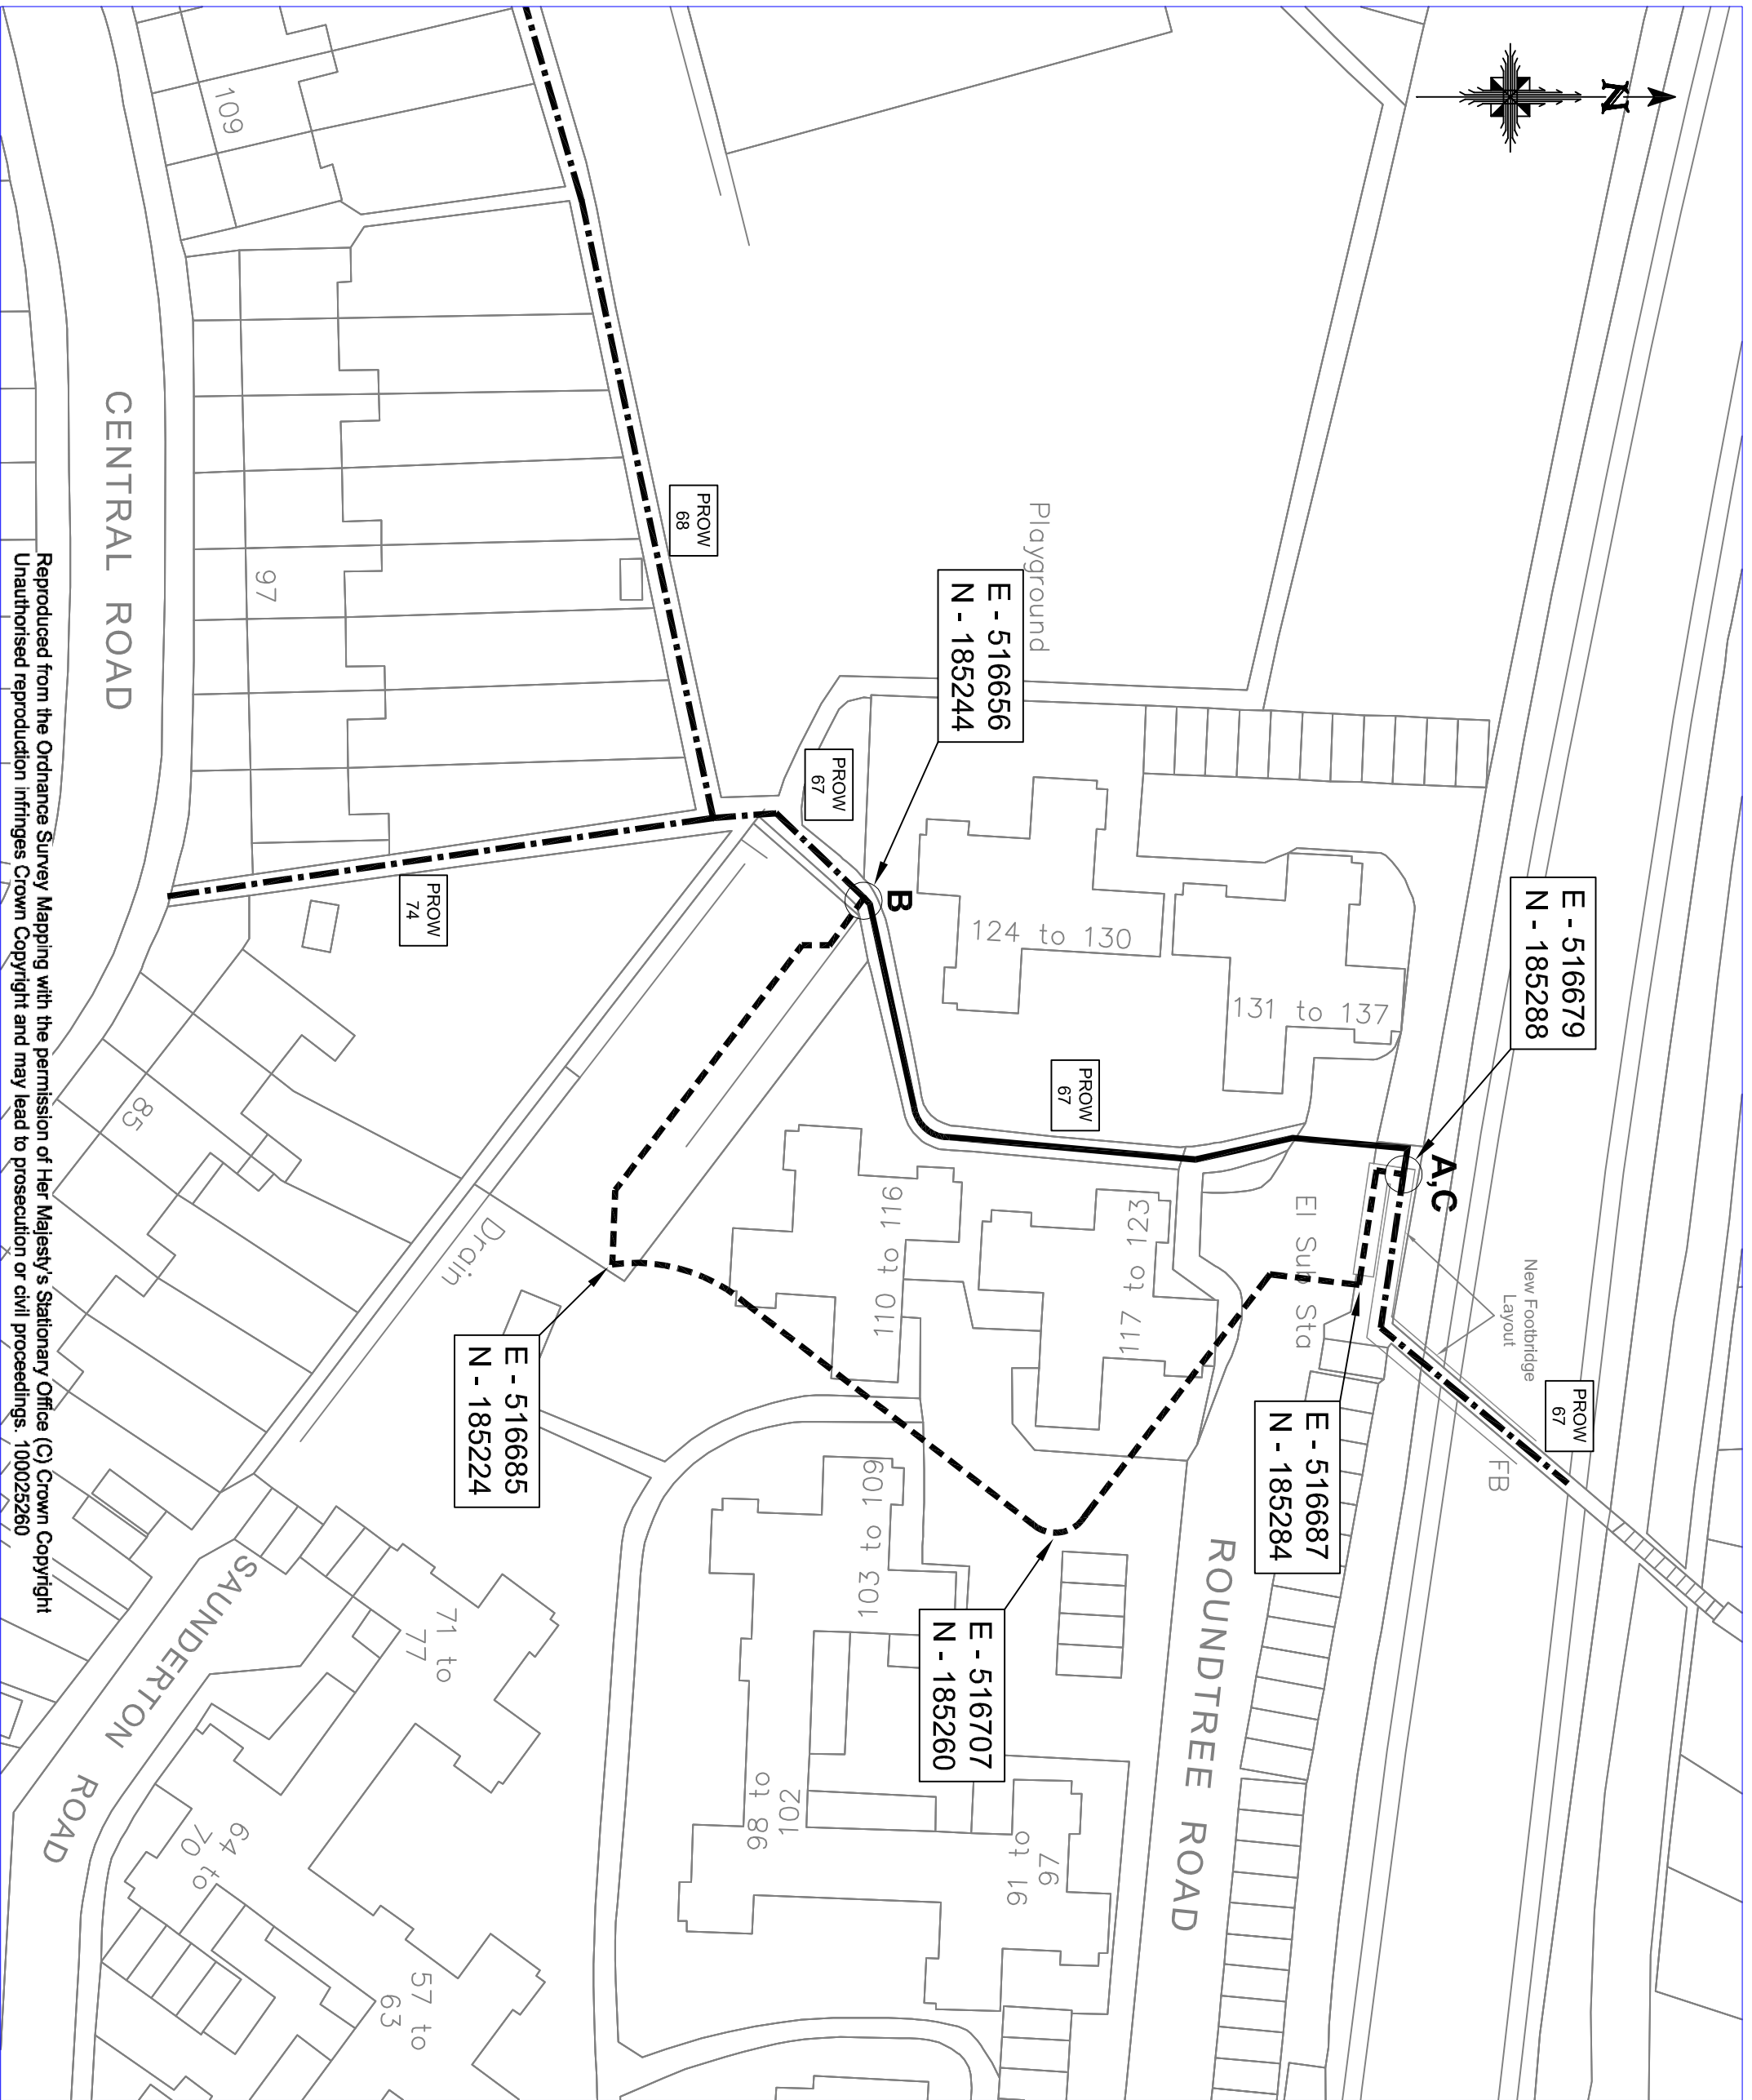 N
109
CENTRAL ROAD
97
PROW
68
Playground
E - 516656
N - 185244
PROW
67
B
PROW
74
124 to 130
131 to 137
E - 516679
N - 185288
A,C
PROW
67
85
Drain
110 to 116
117 to 123
El Sub Sta
New Footbridge
Layout
PROW
67
FB
E - 516685
N - 185224
E - 516687
N - 185284
103 to 109
E - 516707
N - 185260
ROUNDTREE ROAD
SAUNDERTON ROAD
71 to
77
98 to
102
91 to
97
64 to
70
57 to
63
Reproduced from the Ordnance Survey Mapping with the permission of Her Majesty's Stationary Office (C) Crown Copyright
Unauthorised reproduction infringes Crown Copyright and may lead to prosecution or civil proceedings. 100025260